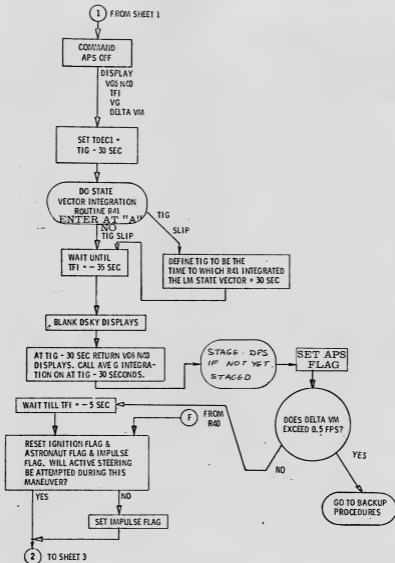 1 FROM SHEET 1
COMMAND
APS OFF
DISPLAY
V06 N40
TFI
VG
DELTA VM
SET TDEC1 =
TIG - 30 SEC
DO STATE
VECTOR INTEGRATION
ROUTINE R41
ENTER AT "A"
TIG
SLIP
NO
TIG SLIP
WAIT UNTIL
TFI = - 35 SEC
DEFINE TIG TO BE THE
TIME TO WHICH R41 INTEGRATED
THE LM STATE VECTOR + 30 SEC
BLANK DSKY DISPLAYS
AT TIG - 30 SEC RETURN V06 N40
DISPLAYS. CALL AVE G INTEGRA-
TION ON AT TIG - 30 SECONDS.
STAGE DPS
IF NOT YET
STAGED
SET APS
FLAG
WAIT TILL TFI = - 5 SEC
F FROM
R40
DOES DELTA VM
EXCEED 0.5 FPS?
NO
YES
RESET IGNITION FLAG &
ASTRONAUT FLAG & IMPULSE
FLAG. WILL ACTIVE STEERING
BE ATTEMPTED DURING THIS
MANEUVER?
YES
NO
GO TO BACKUP
PROCEDURES
SET IMPULSE FLAG
2 TO SHEET 3